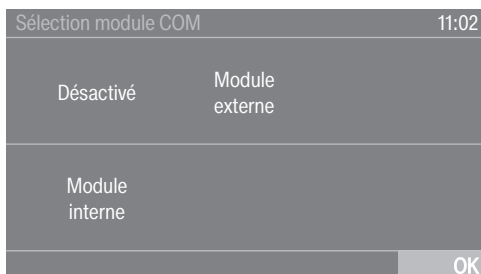 Sélection module COM 11:02
Désactivé
Module
externe
Module
interne
OK